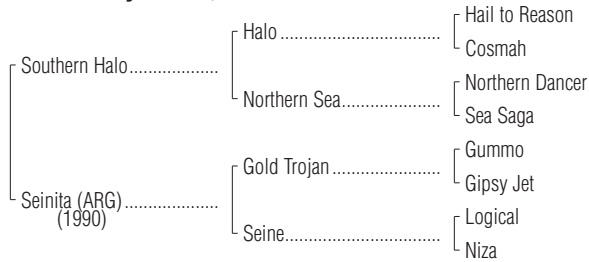 Hail to Reason
Halo
Cosmah
Southern Halo
Northern Dancer
Northern Sea
Sea Saga
Gummo
Gold Trojan
Gipsy Jet
Seinita (ARG)
(1990)
Logical
Seine
Niza